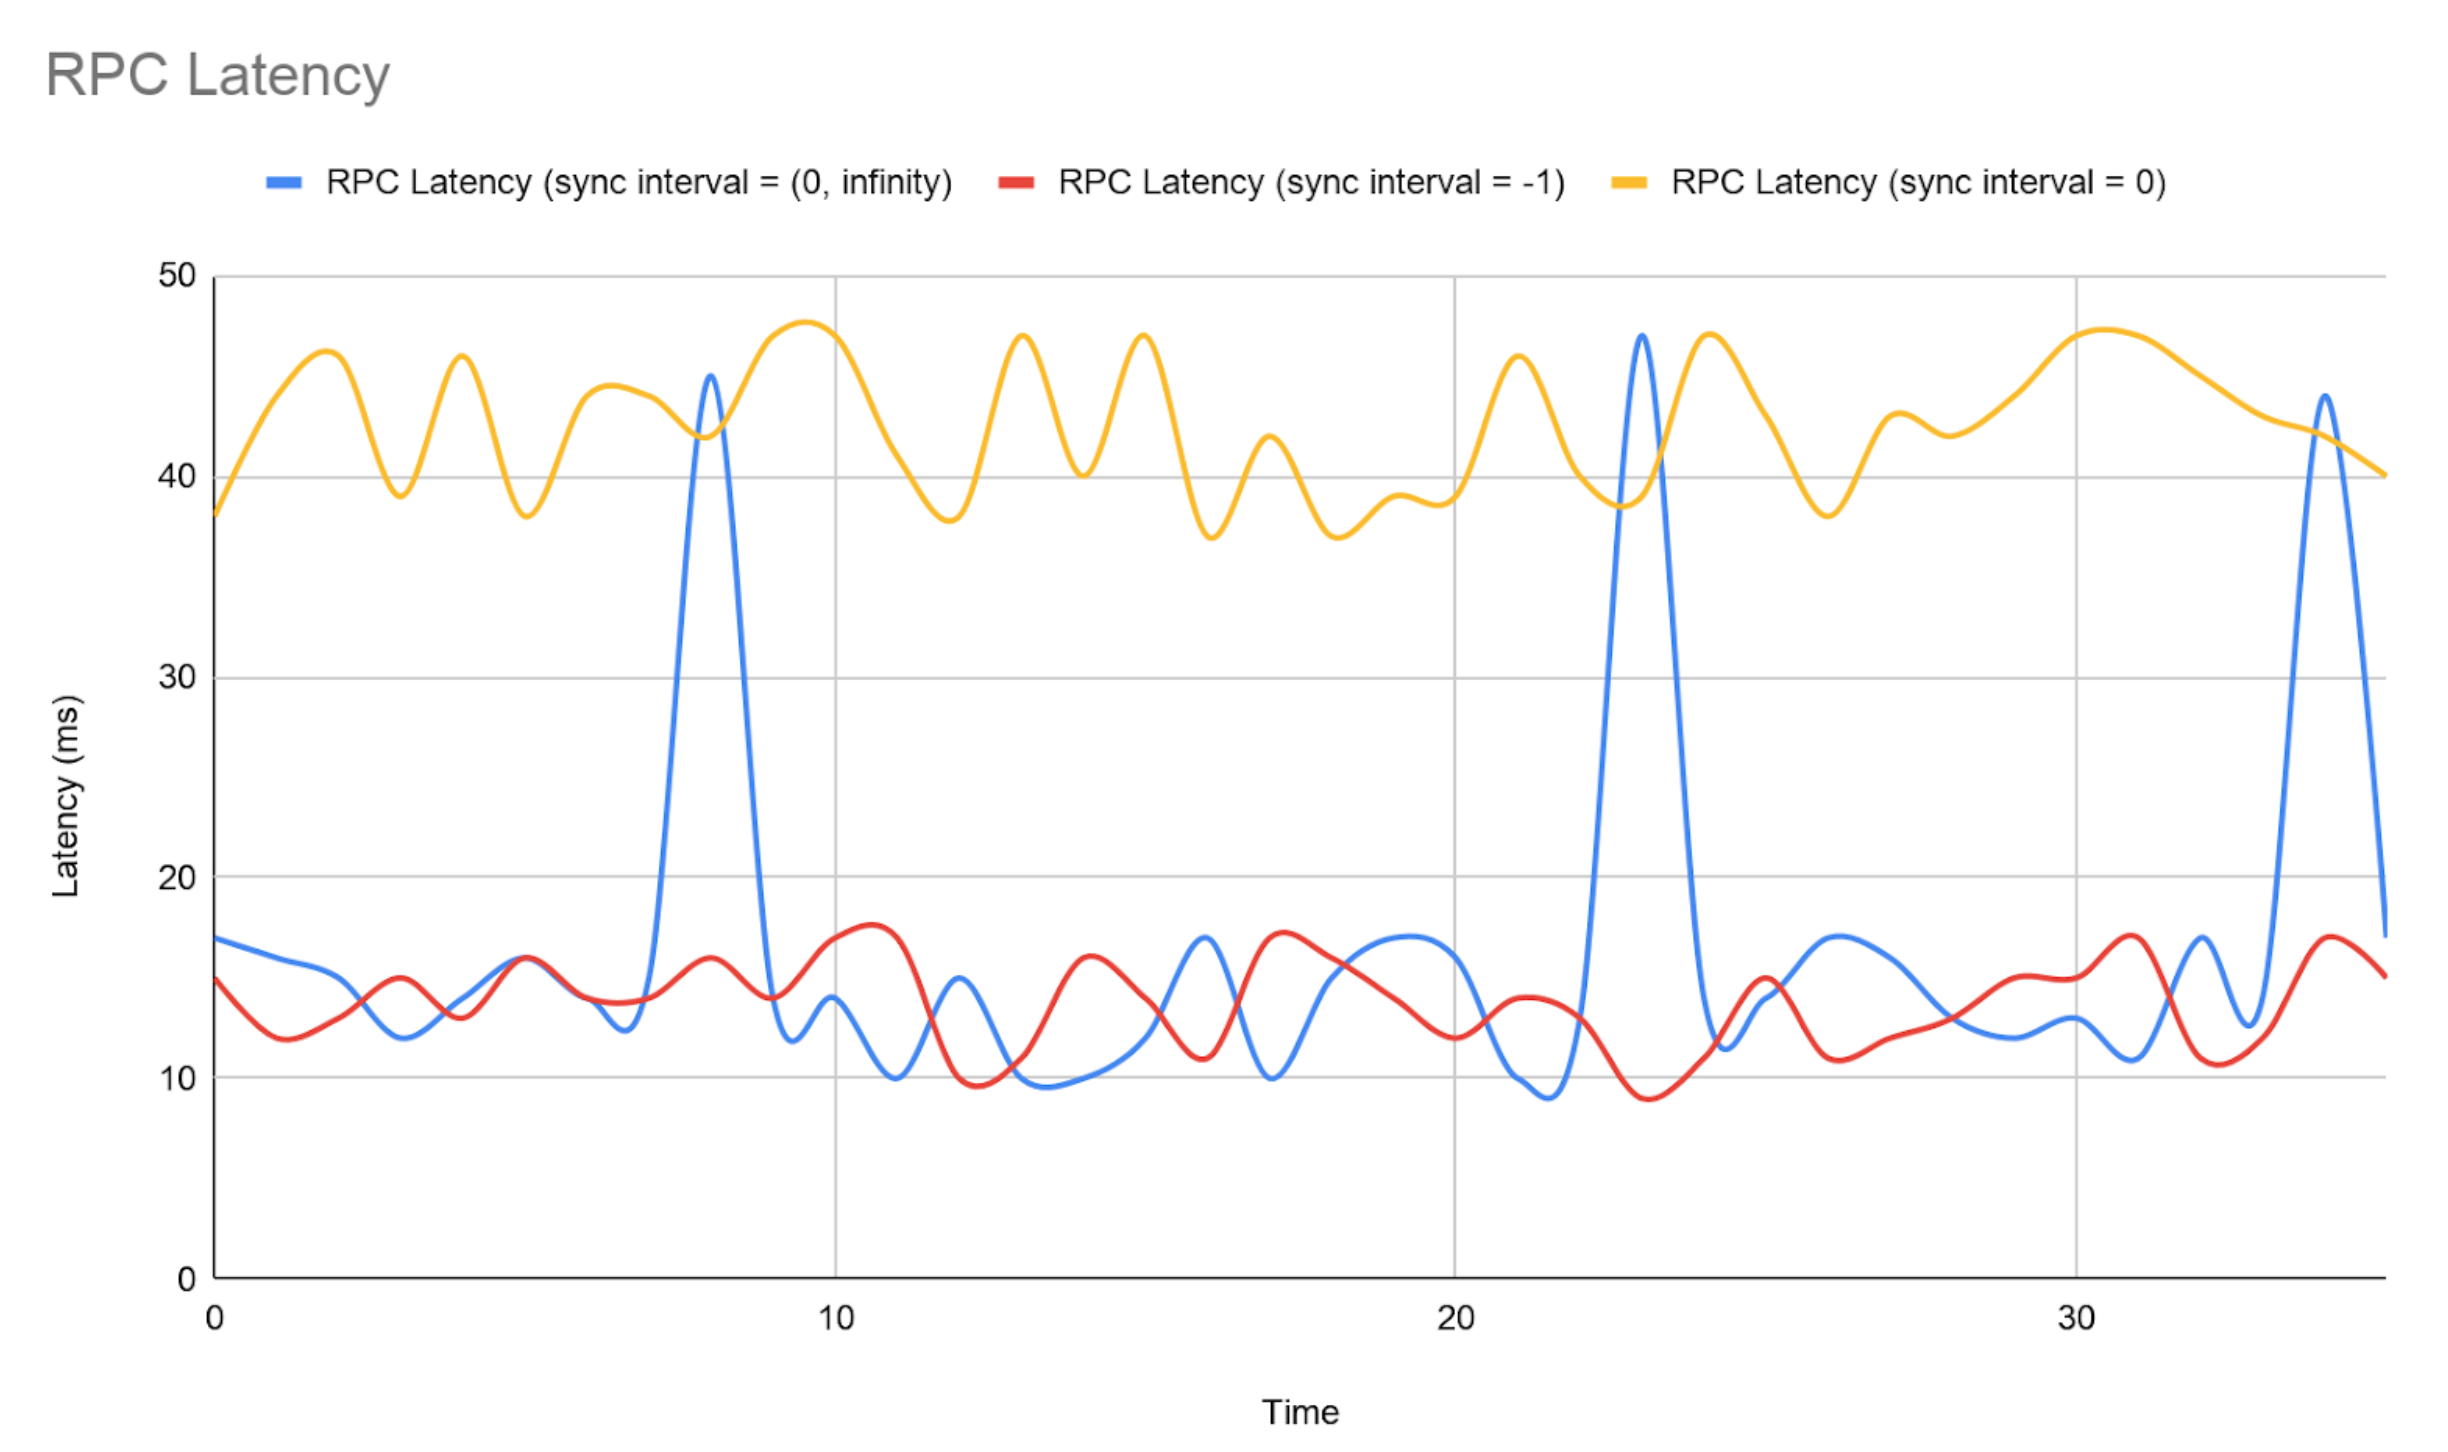 RPC Latency
RPC Latency (sync interval = (0, infinity)
RPC Latency (sync interval = -1)
RPC Latency (sync interval = 0)
50
40
30
20
10
0
Latency (ms)
0
10
20
30
Time